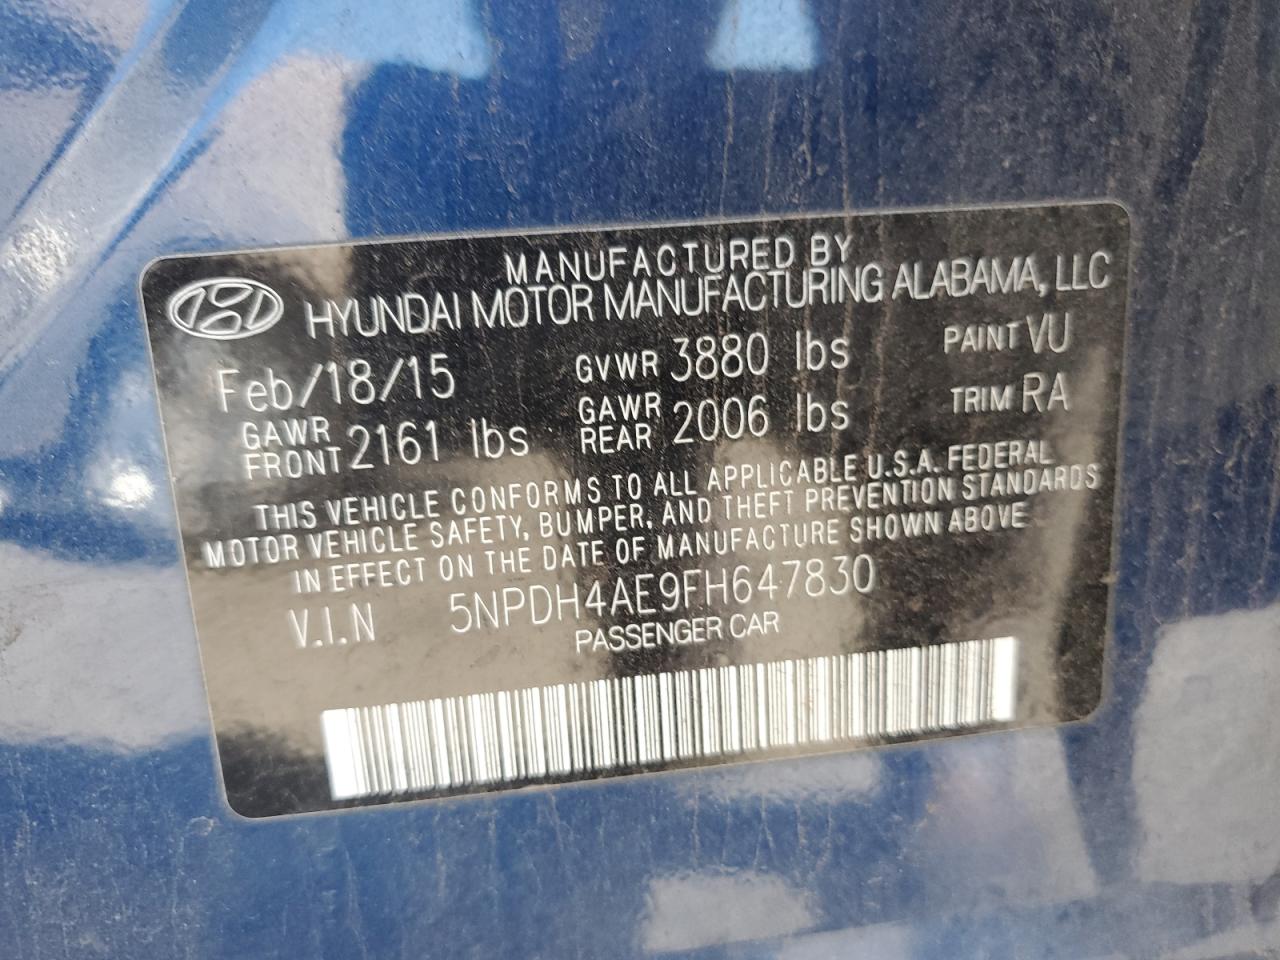 MANUFACTURED BY
HYUNDAI MOTOR MANUFACTURING ALABAMA, LLC
Feb/18/15 GVWR 3880 lbs PAINT VU
GAWR FRONT 2161 lbs GAWR REAR 2006 lbs TRIM RA
THIS VEHICLE CONFORMS TO ALL APPLICABLE U.S.A. FEDERAL
MOTOR VEHICLE SAFETY, BUMPER, AND THEFT PREVENTION STANDARDS
IN EFFECT ON THE DATE OF MANUFACTURE SHOWN ABOVE
V.I.N 5NPDH4AE9FH647830
PASSENGER CAR